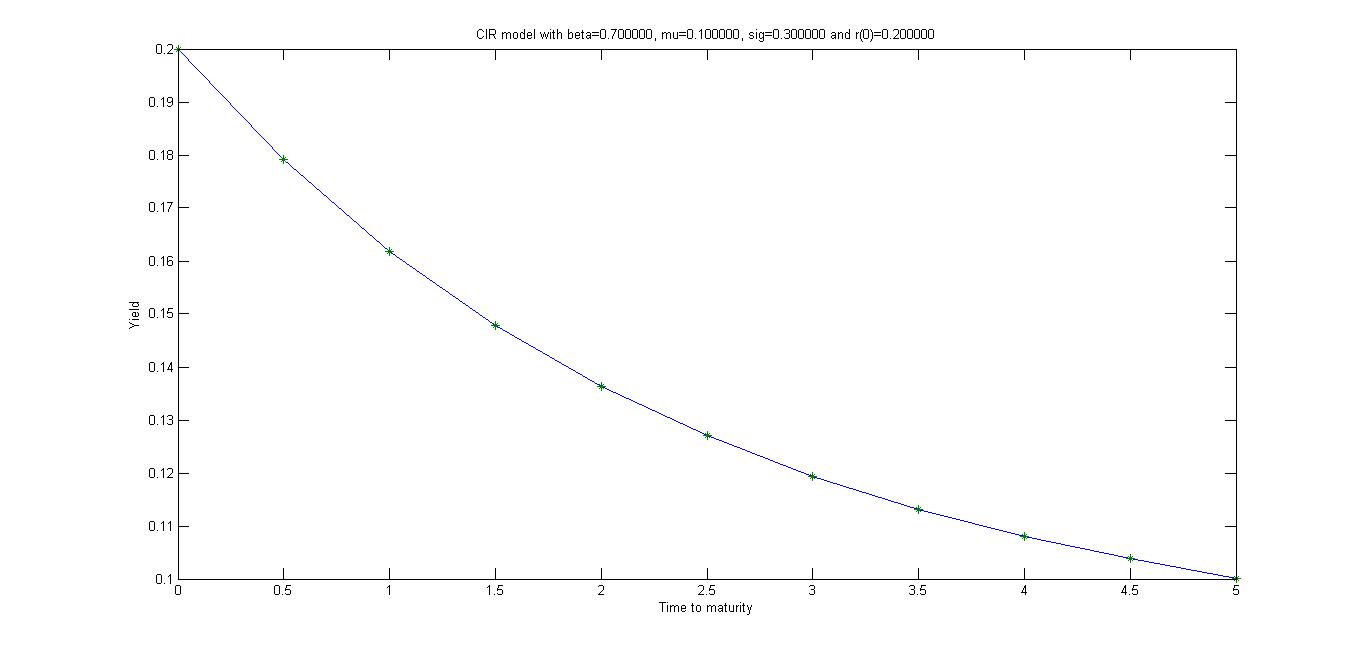 CIR model with beta=0.700000, mu=0.100000, sig=0.300000 and r(0)=0.200000
0.2
0.19
0.18
0.17
0.16
0.15
Yield
0.14
0.13
0.12
0.11
0.1
0 0.5 1 1.5 2 2.5 3 3.5 4 4.5 5
Time to maturity